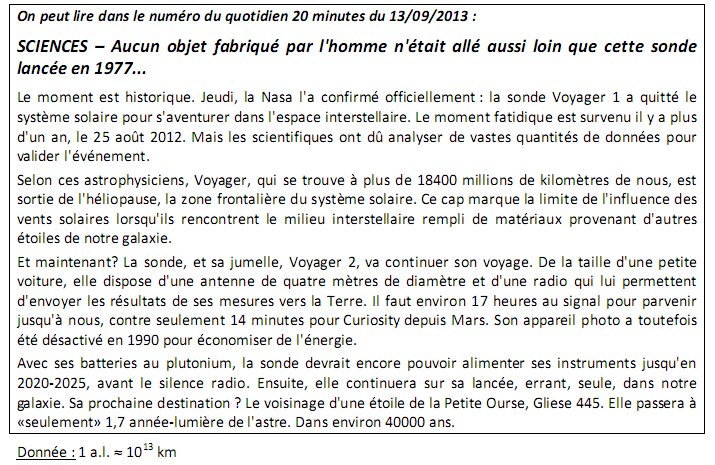 On peut lire dans le numéro du quotidien 20 minutes du 13/09/2013 :
SCIENCES – Aucun objet fabriqué par l'homme n'était allé aussi loin que cette sonde
lancée en 1977...
Le moment est historique. Jeudi, la Nasa l'a confirmé officiellement : la sonde Voyager 1 a quitté le
système solaire pour s'aventurer dans l'espace interstellaire. Le moment fatidique est survenu il y a plus
d'un an, le 25 août 2012. Mais les scientifiques ont dû analyser de vastes quantités de données pour
valider l'événement.
Selon ces astrophysiciens, Voyager, qui se trouve à plus de 18400 millions de kilomètres de nous, est
sortie de l'héliopause, la zone frontalière du système solaire. Ce cap marque la limite de l'influence des
vents solaires lorsqu'ils rencontrent le milieu interstellaire rempli de matériaux provenant d'autres
étoiles de notre galaxie.
Et maintenant? La sonde, et sa jumelle, Voyager 2, va continuer son voyage. De la taille d'une petite
voiture, elle dispose d'une antenne de quatre mètres de diamètre et d'une radio qui lui permettent
d'envoyer les résultats de ses mesures vers la Terre. Il faut environ 17 heures au signal pour parvenir
jusqu'à nous, contre seulement 14 minutes pour Curiosity depuis Mars. Son appareil photo a toutefois
été désactivé en 1990 pour économiser de l'énergie.
Avec ses batteries au plutonium, la sonde devrait encore pouvoir alimenter ses instruments jusqu'en
2020-2025, avant le silence radio. Ensuite, elle continuera sur sa lancée, errant, seule, dans notre
galaxie. Sa prochaine destination ? Le voisinage d'une étoile de la Petite Ourse, Gliese 445. Elle passera à
«seulement» 1,7 année-lumière de l'astre. Dans environ 40000 ans.
Donnée : 1 a.l. ≈ 10¹³ km